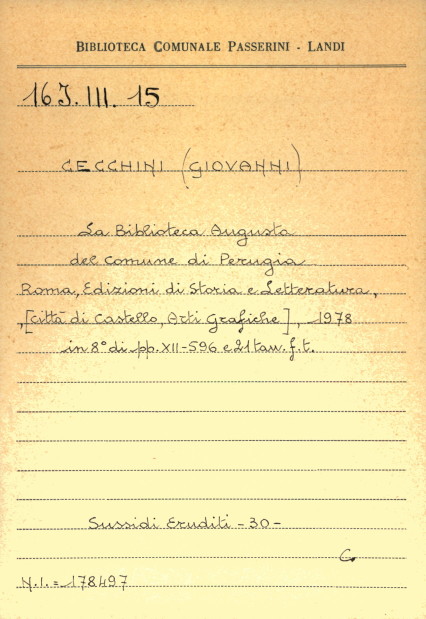 BIBLIOTECA COMUNALE PASSERINI - LANDI
16 J. III. 15
CECCHINI (GIOVANNI)
La Biblioteca Augusta
del Comune di Perugia
Roma, Edizioni di Storia e Letteratura,
,[Città di Castello, Arti Grafiche], 1978
in 8° di pp. XII-596 e 21 tav. f.t.
Sussidi Eruditi - 30 -
C.
N.I. = 178497